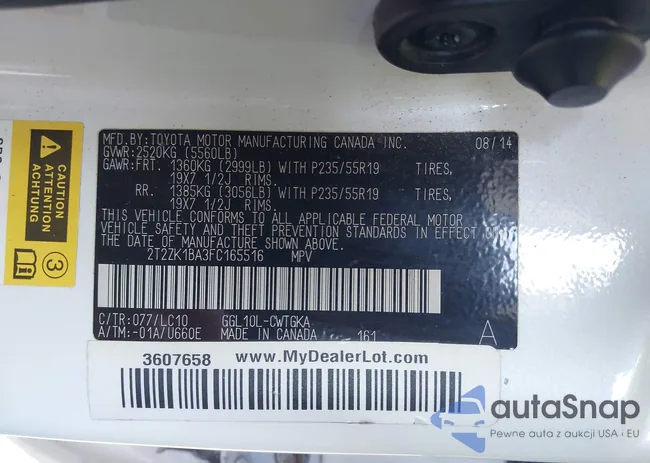 MFD.BY:TOYOTA MOTOR MANUFACTURING CANADA INC. 08/14
GVWR:2520KG (5560LB)
GAWR:FRT. 1360KG (2999LB) WITH P235/55R19 TIRES,
19X7 1/2J RIMS.
RR. 1385KG (3056LB) WITH P235/55R19 TIRES,
19X7 1/2J RIMS.
THIS VEHICLE CONFORMS TO ALL APPLICABLE FEDERAL MOTOR
VEHICLE SAFETY AND THEFT PREVENTION STANDARDS IN EFFECT ON
THE DATE OF MANUFACTURE SHOWN ABOVE.
2T2ZK1BA3FC165516 MPV
C/TR:077/LC10 GGL10L-CWTGKA
A/TM:-01A/U660E MADE IN CANADA 161 A
CAUTION
ATTENTION
ACHTUNG
3
3607658 www.MyDealerLot.com
autaSnap
Pewne auta z aukcji USA i EU